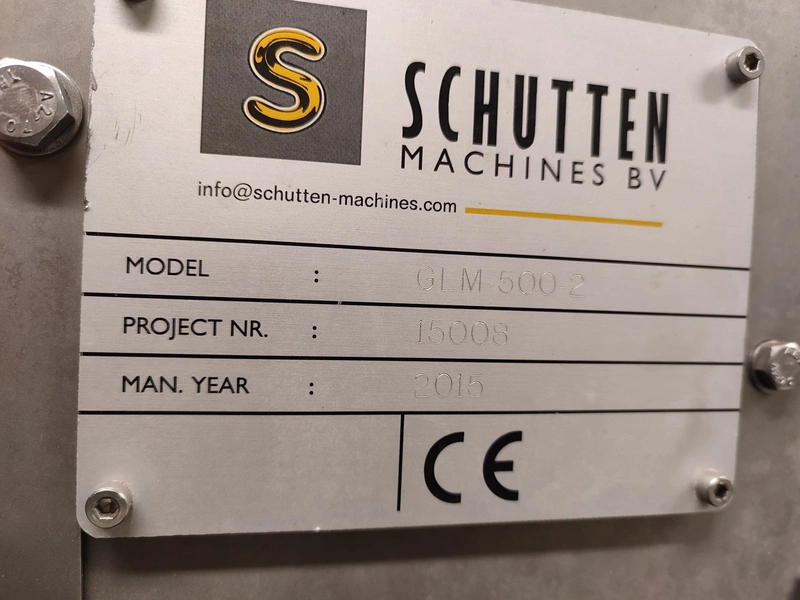 S
SCHUTTEN
MACHINES BV
info@schutten-machines.com
MODEL : GLM-500-2
PROJECT NR. : 15008
MAN. YEAR : 2015
CE